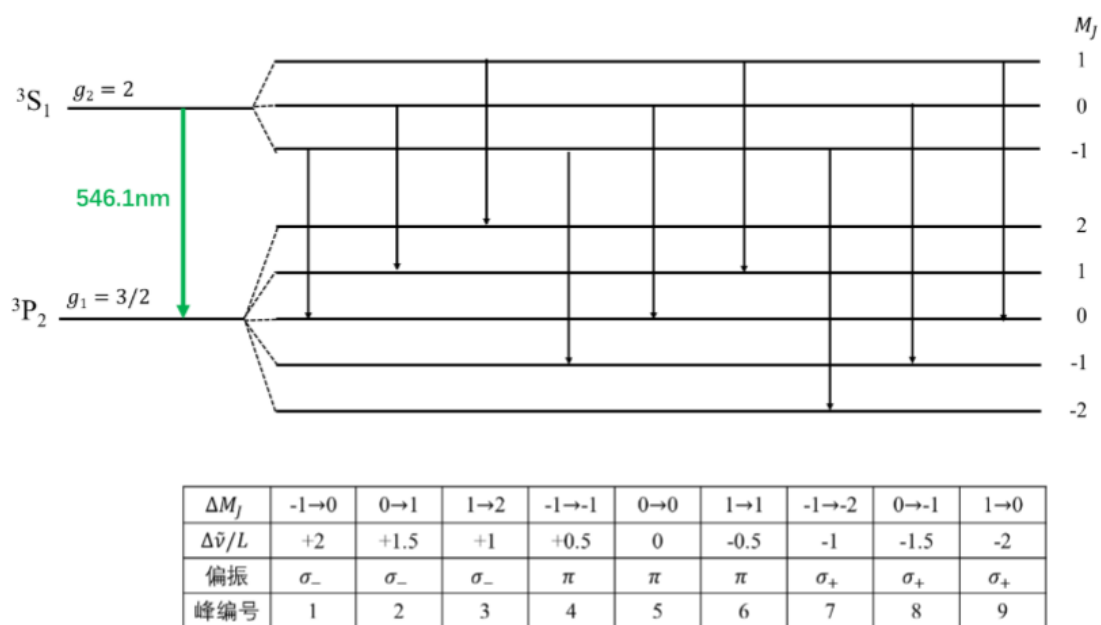 M_J
³S₁ g₂ = 2
1
0
-1
546.1nm
2
³P₂ g₁ = 3/2
1
0
-1
-2
ΔM_J -1→0 0→1 1→2 -1→-1 0→0 1→1 -1→-2 0→-1 1→0
Δν̃/L +2 +1.5 +1 +0.5 0 -0.5 -1 -1.5 -2
偏振 σ₋ σ₋ σ₋ π π π σ₊ σ₊ σ₊
峰编号 1 2 3 4 5 6 7 8 9